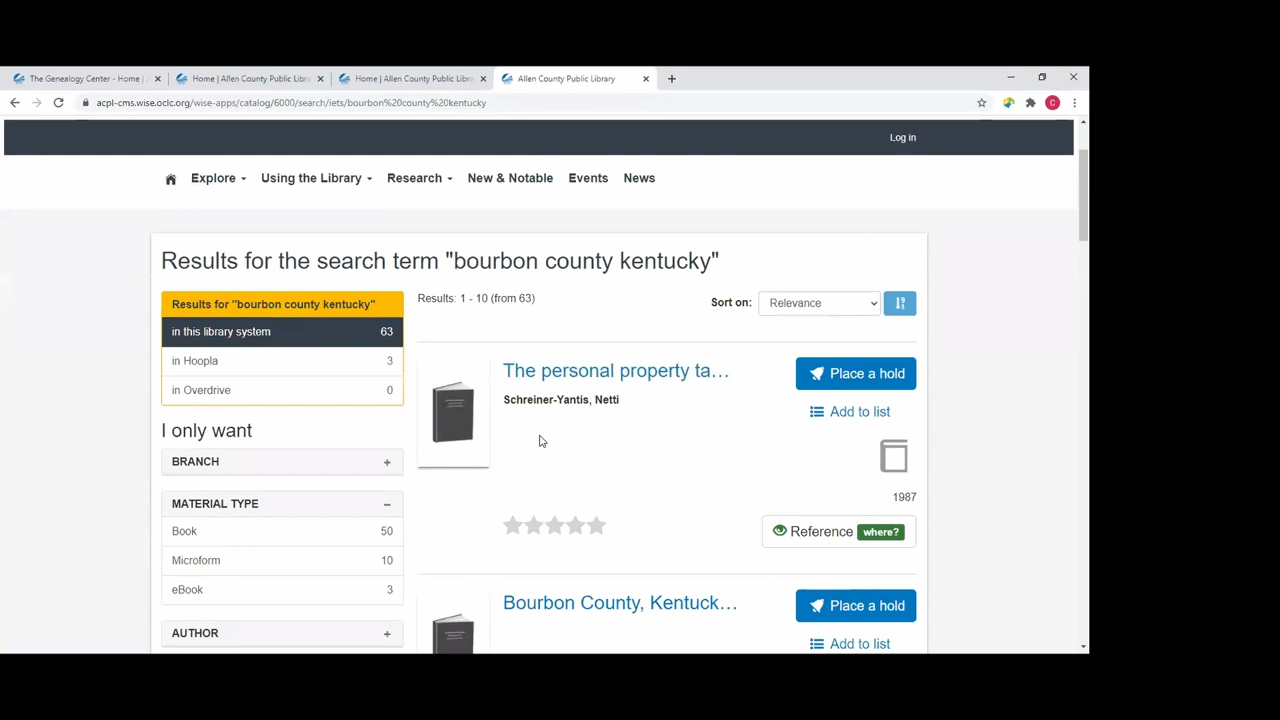 The Genealogy Center - Home |
Home | Allen County Public Libra
Home | Allen County Public Libra
Allen County Public Library
acpl-cms.wise.oclc.org/wise-apps/catalog/6000/search/iets/bourbon%20county%20kentucky
C
Log in
Explore Using the Library Research New & Notable Events News
Results for the search term "bourbon county kentucky"
Results for "bourbon county kentucky"
in this library system 63
in Hoopla 3
in Overdrive 0
I only want
BRANCH +
MATERIAL TYPE −
Book 50
Microform 10
eBook 3
AUTHOR +
Results: 1 - 10 (from 63)
Sort on: Relevance
The personal property ta…
Schreiner-Yantis, Netti
Place a hold
Add to list
1987
Reference where?
Bourbon County, Kentuck…
Place a hold
Add to list